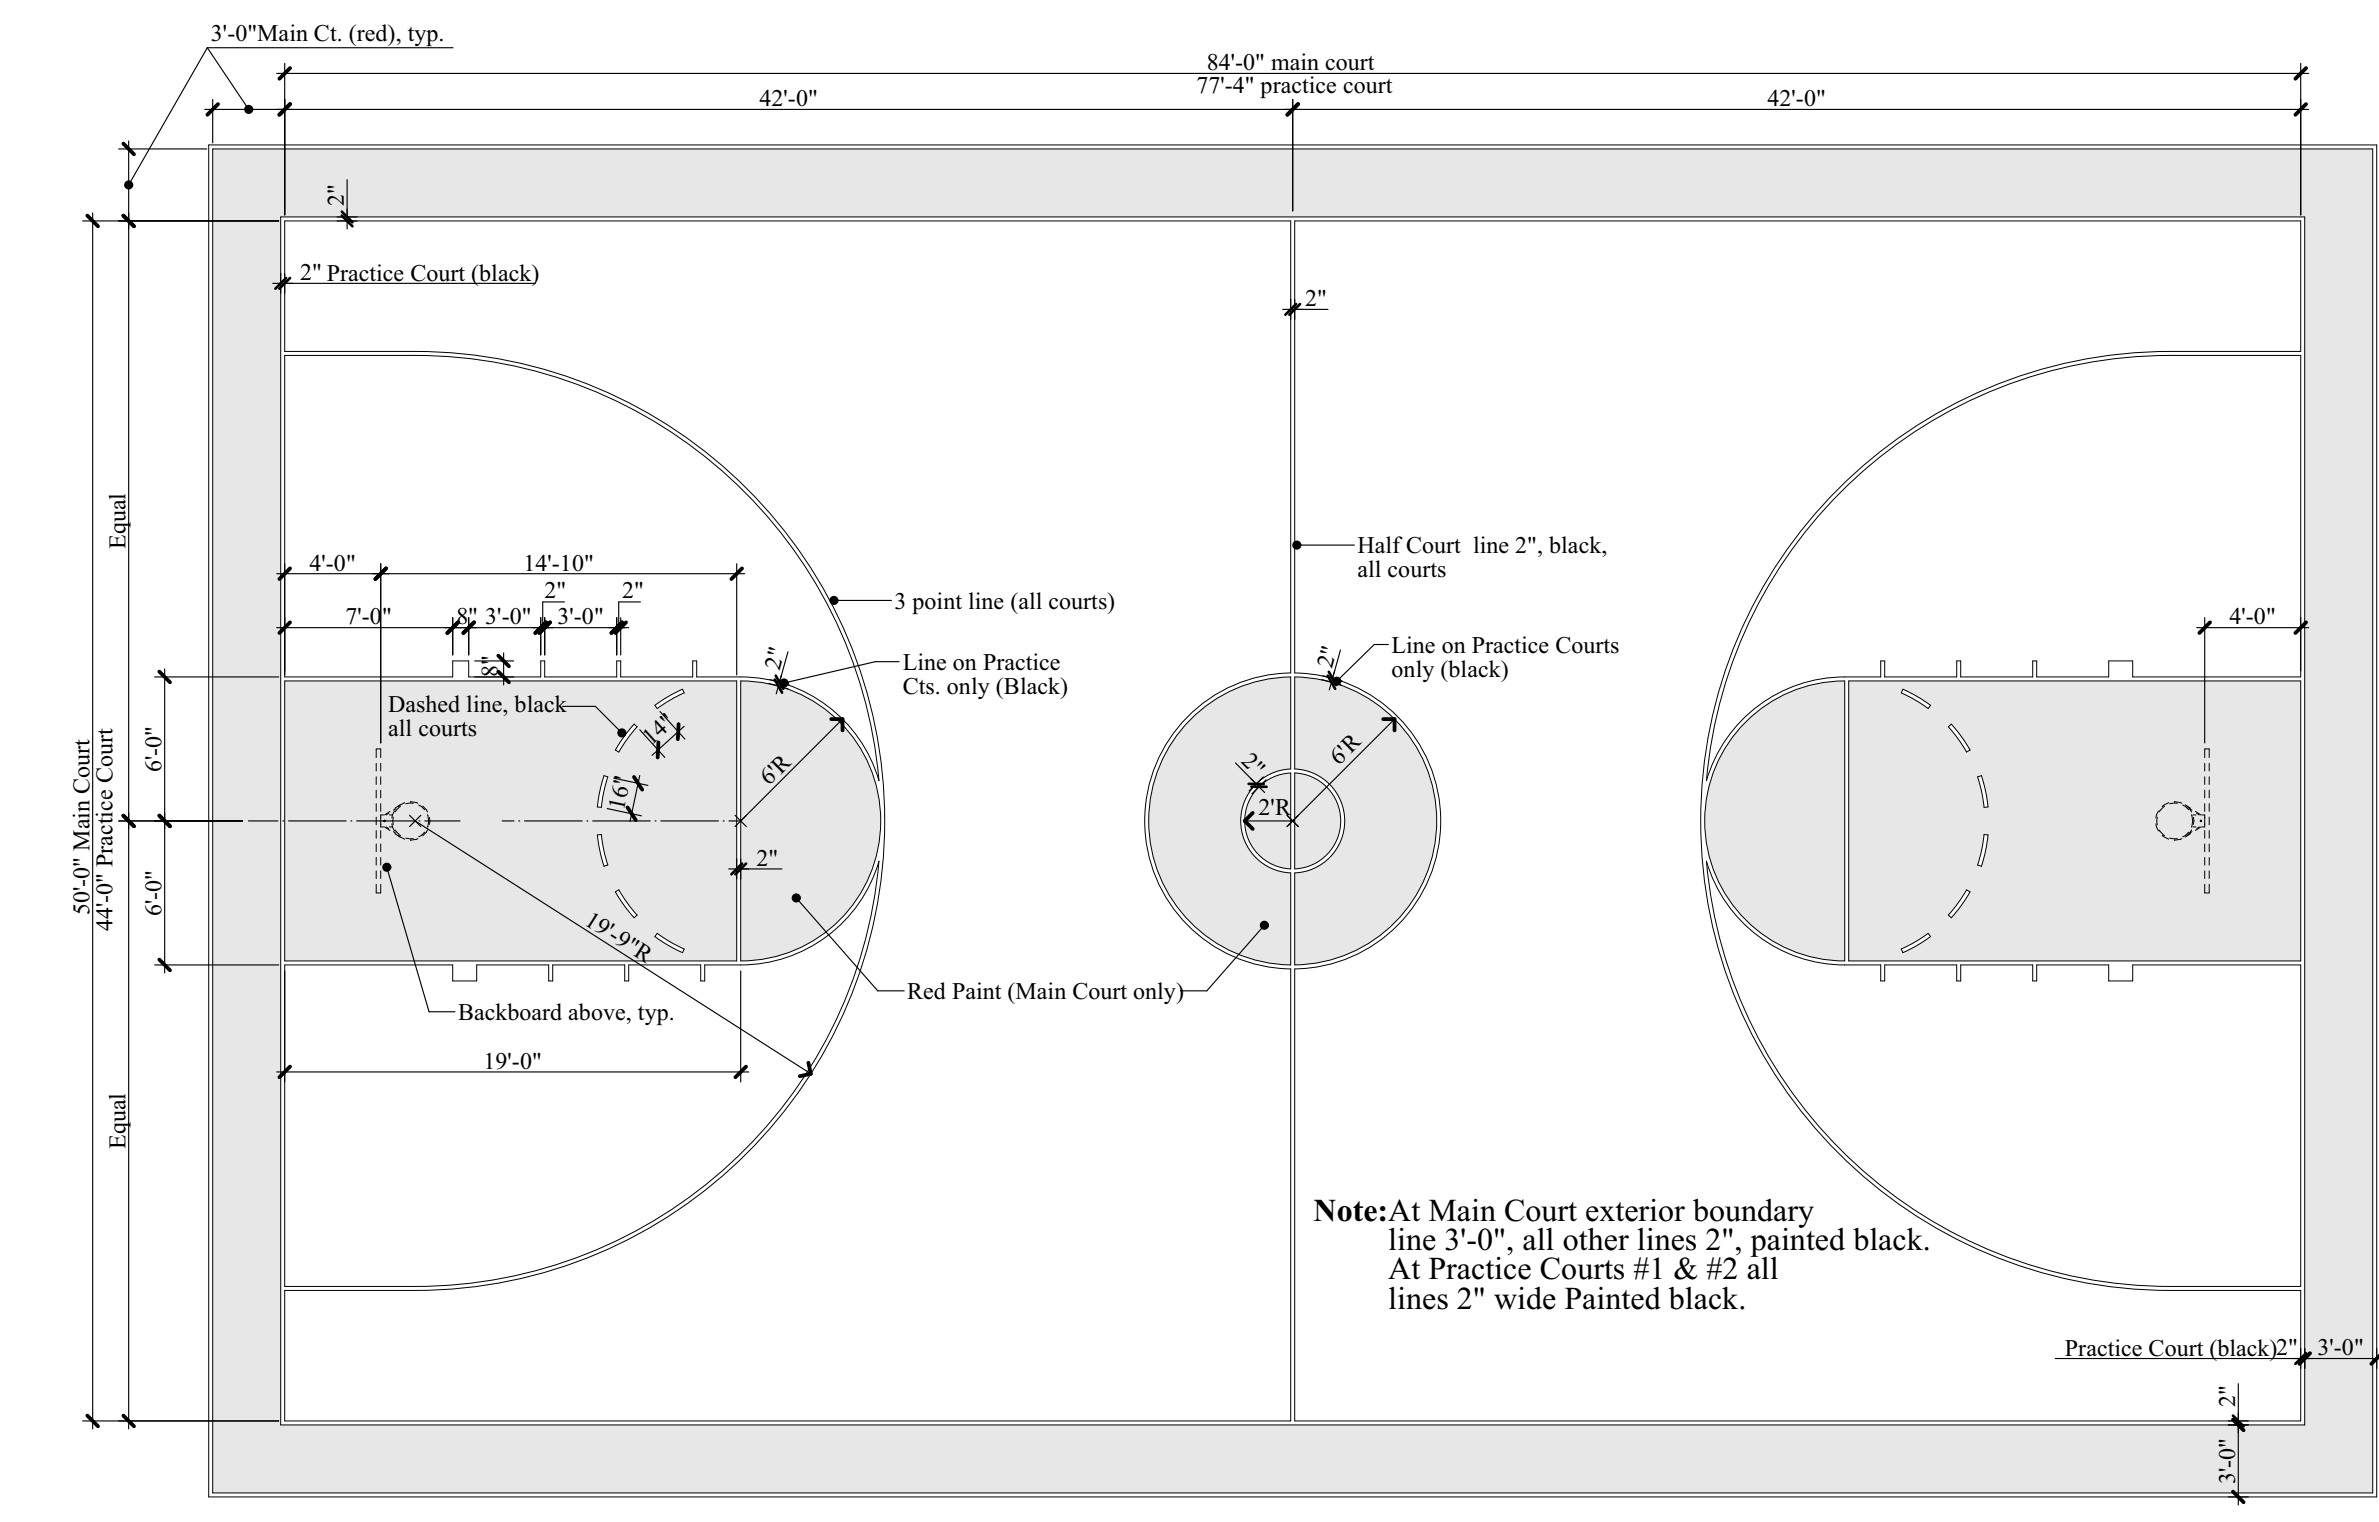 3'-0"Main Ct. (red), typ.
84'-0" main court
77'-4" practice court
42'-0"
42'-0"
2"
2" Practice Court (black)
2"
Equal
Half Court line 2", black,
all courts
4'-0"
14'-10"
2"
2"
3 point line (all courts)
7'-0"
8"
3'-0"
3'-0"
4'-0"
8"
2"
Line on Practice
Cts. only (Black)
2"
Line on Practice Courts
only (black)
Dashed line, black
all courts
14"
6'-0"
50'-0" Main Court
44'-0" Practice Court
16"
6'R
2"
6'R
2'R
2"
6'-0"
19'-9"R
Red Paint (Main Court only)
Backboard above, typ.
19'-0"
Equal
Note:At Main Court exterior boundary
line 3'-0", all other lines 2", painted black.
At Practice Courts #1 & #2 all
lines 2" wide Painted black.
Practice Court (black)2"
3'-0"
2"
3'-0"